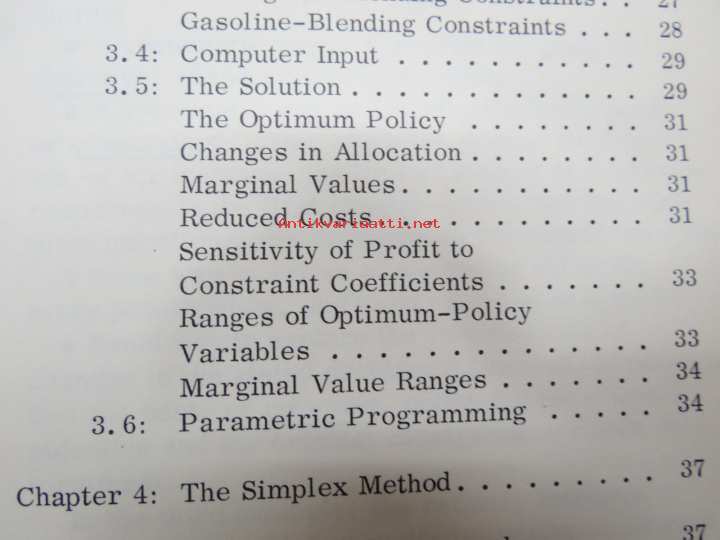 Constraints. . 27
Gasoline-Blending Constraints . . . 28
3.4: Computer Input . . . . . . . . . . 29
3.5: The Solution . . . . . . . . . . . . . 29
The Optimum Policy . . . . . . . . 31
Changes in Allocation . . . . . . . . 31
Marginal Values. . . . . . . . . . . . 31
Reduced Costs. . . . . . . . . . . . 31
Antikvariaatti.net
Sensitivity of Profit to
Constraint Coefficients . . . . . . . 33
Ranges of Optimum-Policy
Variables . . . . . . . . . . . . . . 33
Marginal Value Ranges . . . . . . . 34
3.6: Parametric Programming . . . . . 34
Chapter 4: The Simplex Method. . . . . . . . . 37
37